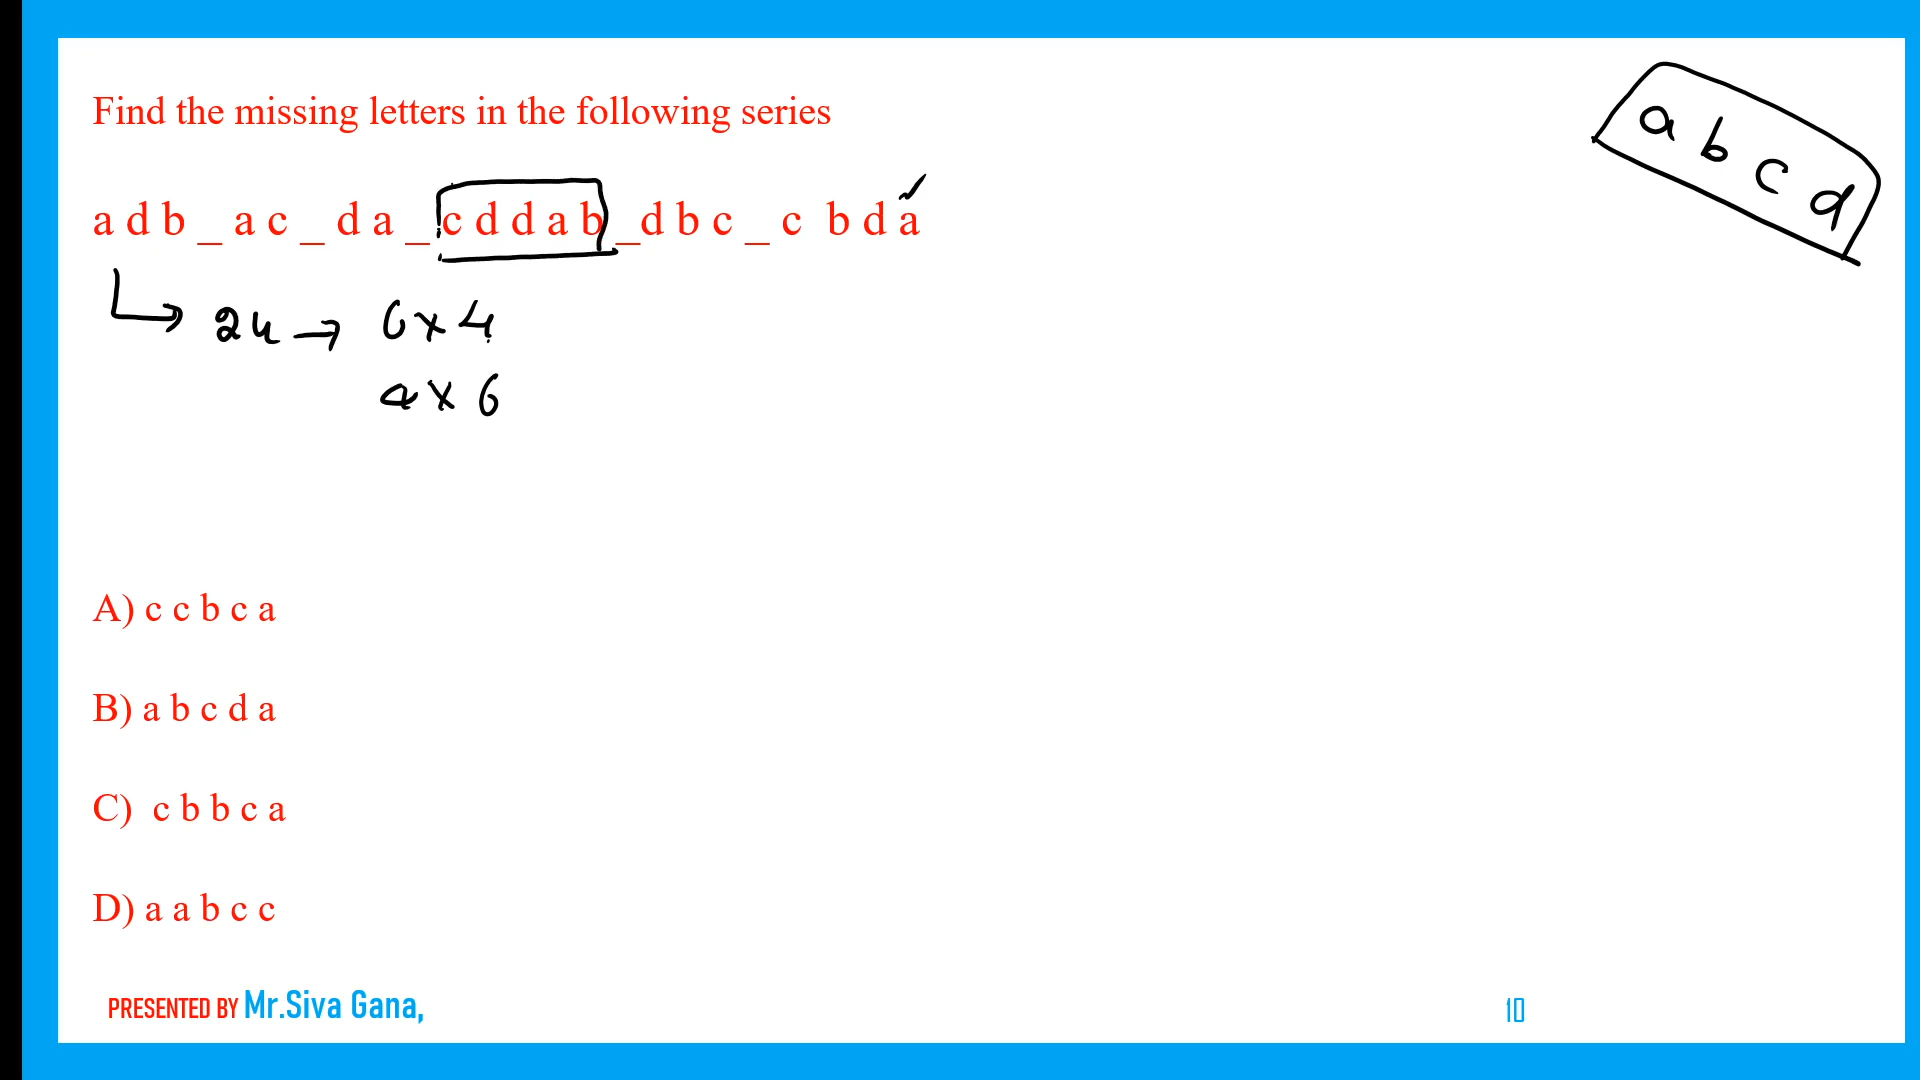 Find the missing letters in the following series
a b c d
a d b _ a c _ d a _ c d d a b _ d b c _ c b d a
24 → 6 x 4
4 x 6
A) c c b c a
B) a b c d a
C) c b b c a
D) a a b c c
PRESENTED BY Mr.Siva Gana,
10